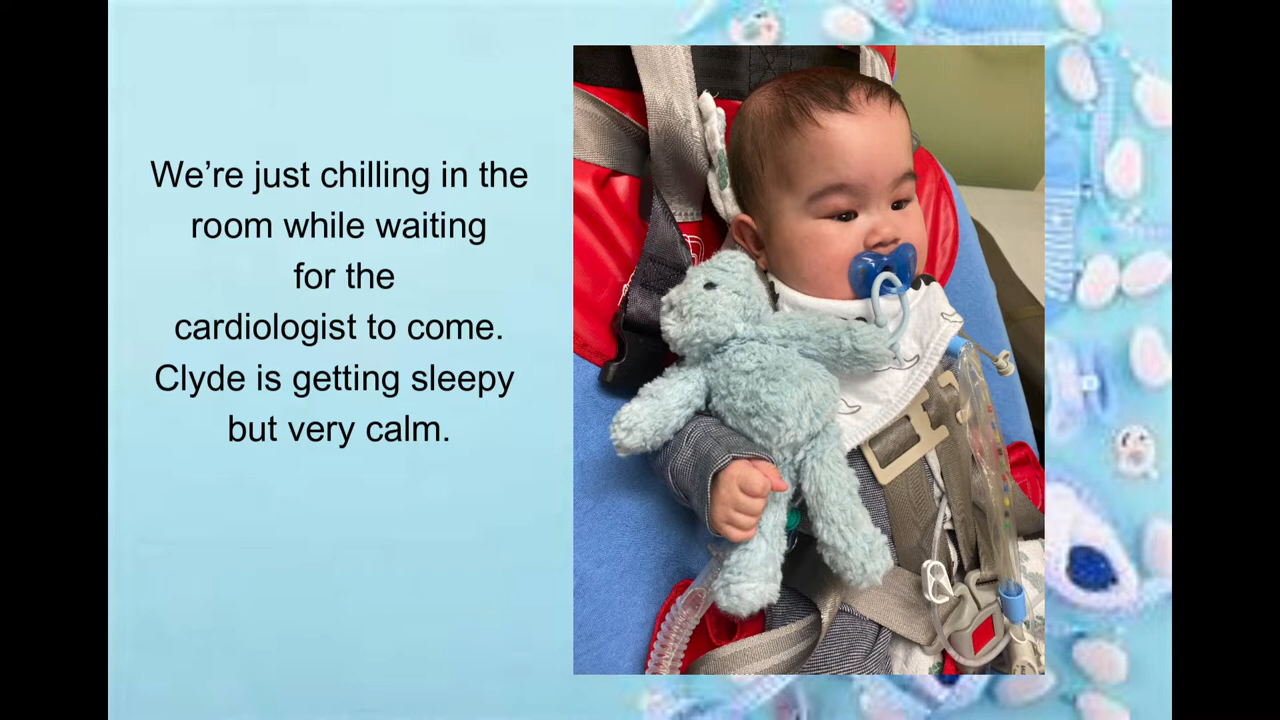 We’re just chilling in the
room while waiting
for the
cardiologist to come.
Clyde is getting sleepy
but very calm.